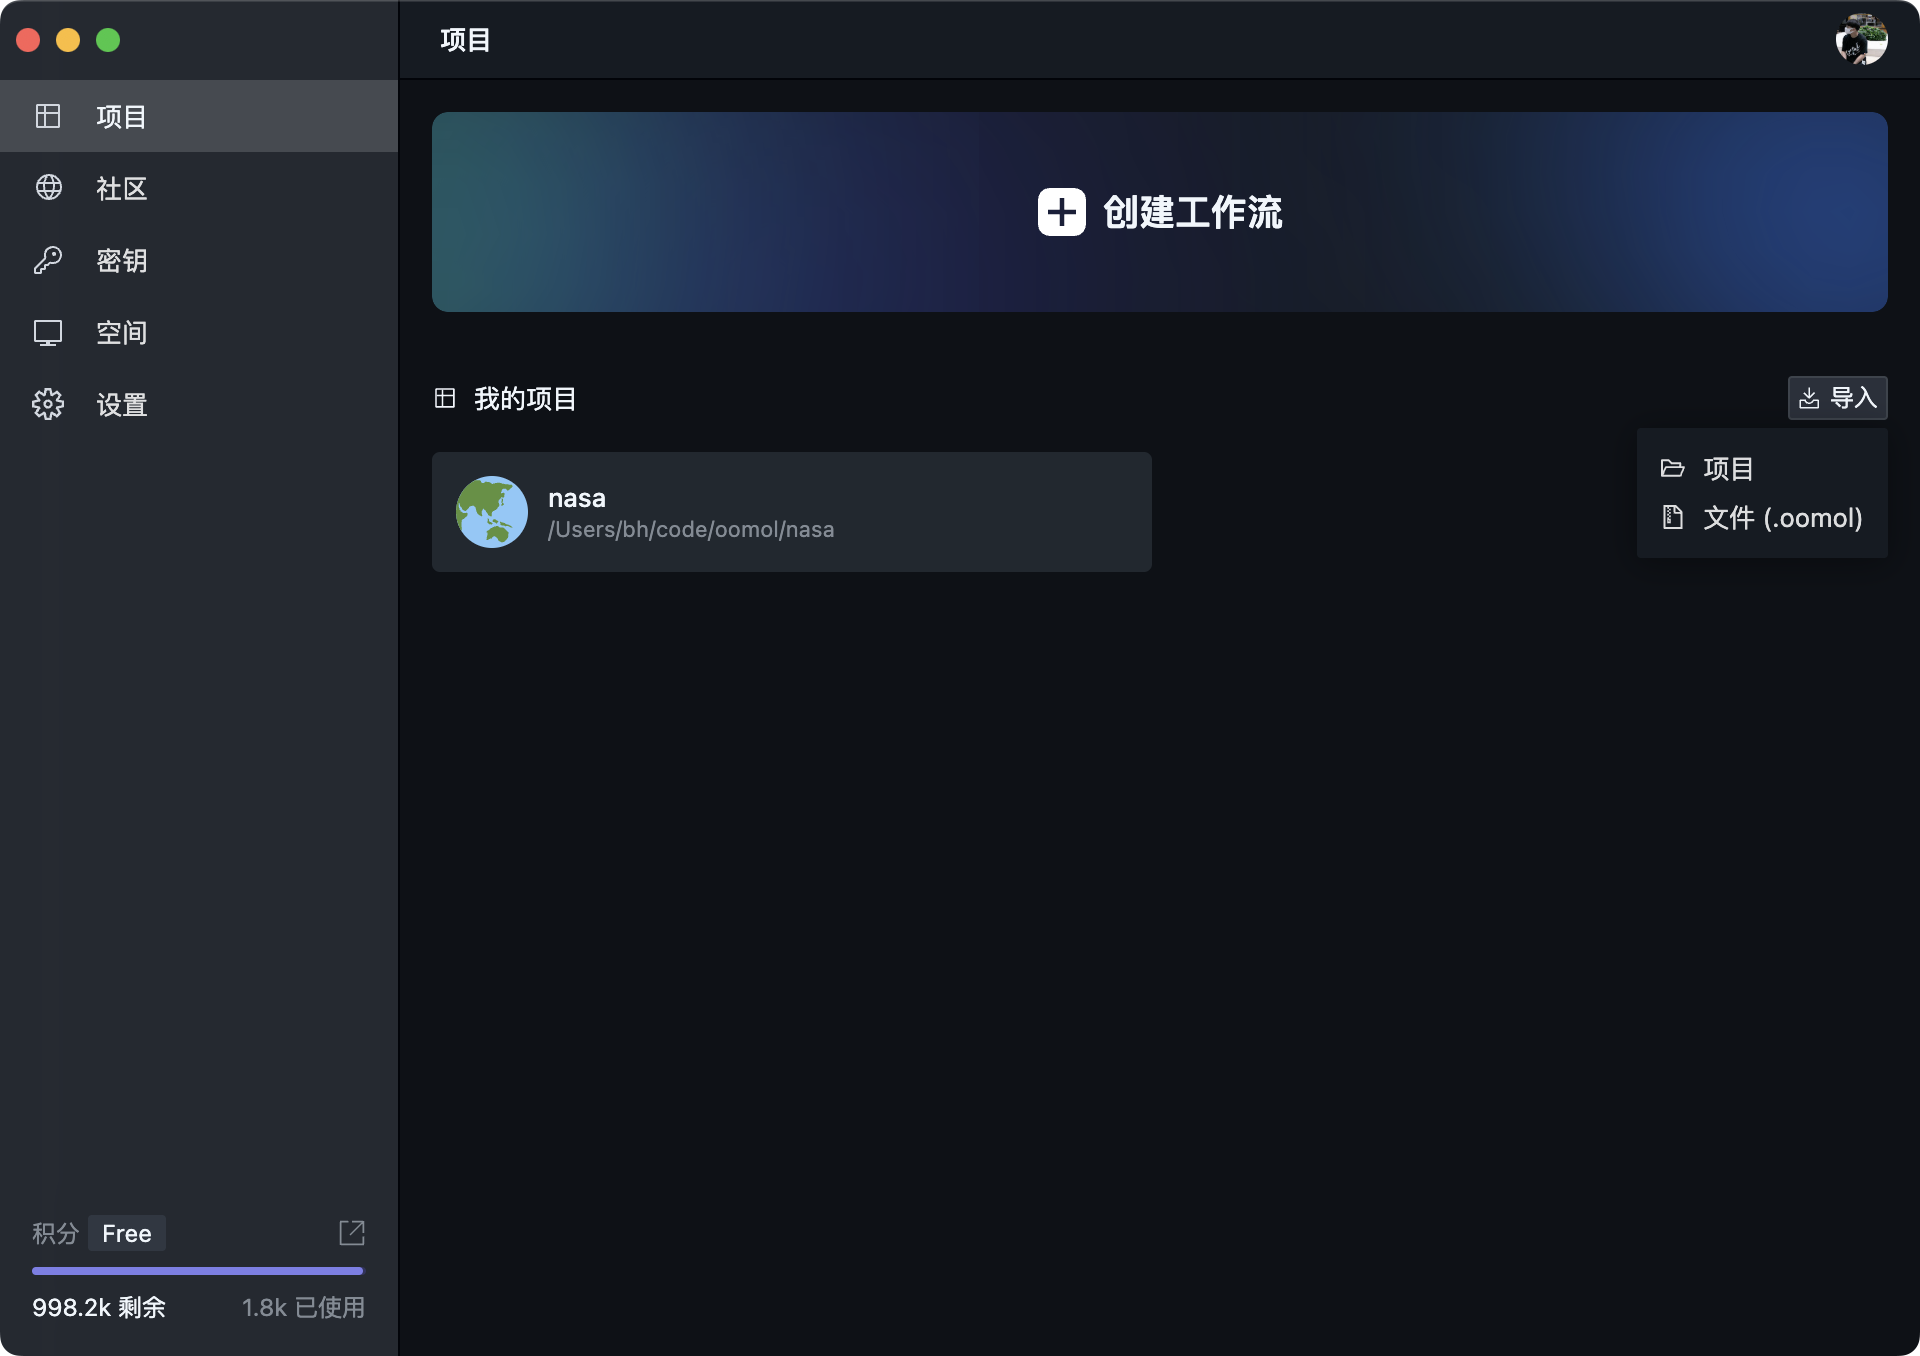 项目
项目
社区
密钥
空间
设置
创建工作流
我的项目
导入
项目
文件 (.oomol)
nasa
/Users/bh/code/oomol/nasa
积分 Free
998.2k 剩余 1.8k 已使用